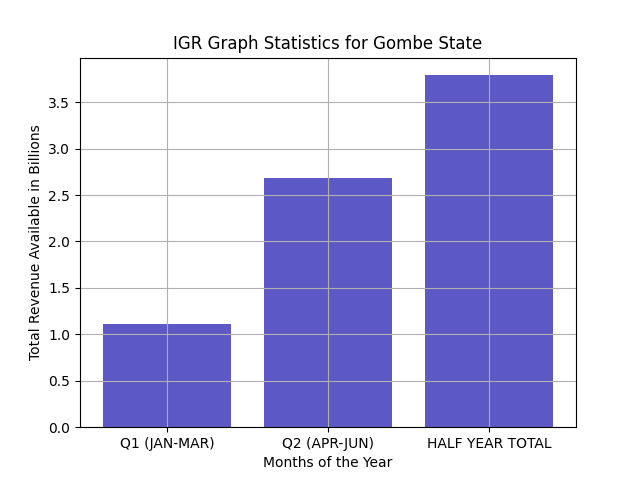 IGR Graph Statistics for Gombe State
Total Revenue Available in Billions
3.5
3.0
2.5
2.0
1.5
1.0
0.5
0.0
Q1 (JAN-MAR)
Q2 (APR-JUN)
HALF YEAR TOTAL
Months of the Year